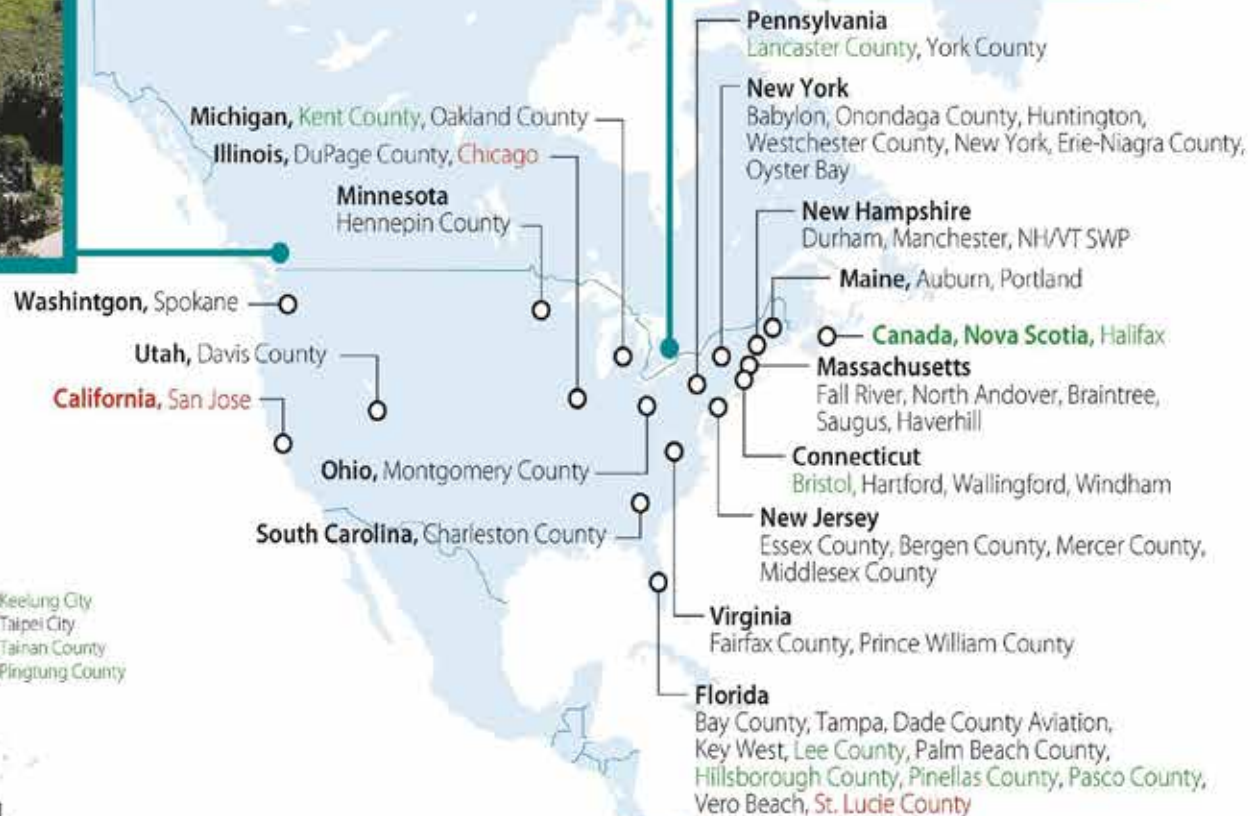 Pennsylvania
Lancaster County, York County
New York
Babylon, Onondaga County, Huntington,
Westchester County, New York, Erie-Niagra County,
Oyster Bay
Michigan, Kent County, Oakland County
Illinois, DuPage County, Chicago
Minnesota
Hennepin County
New Hampshire
Durham, Manchester, NH/VT SWP
Maine, Auburn, Portland
Washintgon, Spokane
Canada, Nova Scotia, Halifax
Utah, Davis County
Massachusetts
Fall River, North Andover, Braintree,
Saugus, Haverhill
California, San Jose
Connecticut
Bristol, Hartford, Wallingford, Windham
Ohio, Montgomery County
New Jersey
Essex County, Bergen County, Mercer County,
Middlesex County
South Carolina, Charleston County
Keelung City
Taipei City
Tainan County
Pingtung County
Virginia
Fairfax County, Prince William County
Florida
Bay County, Tampa, Dade County Aviation,
Key West, Lee County, Palm Beach County,
Hillsborough County, Pinellas County, Pasco County,
Vero Beach, St. Lucie County